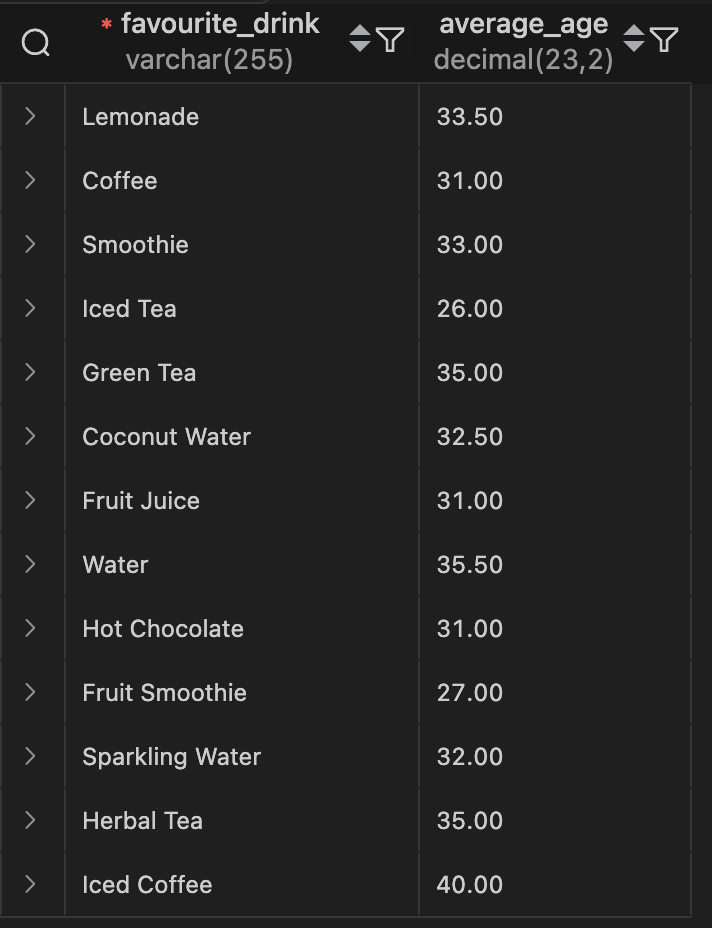 * favourite_drink average_age
varchar(255) decimal(23,2)
Lemonade 33.50
Coffee 31.00
Smoothie 33.00
Iced Tea 26.00
Green Tea 35.00
Coconut Water 32.50
Fruit Juice 31.00
Water 35.50
Hot Chocolate 31.00
Fruit Smoothie 27.00
Sparkling Water 32.00
Herbal Tea 35.00
Iced Coffee 40.00